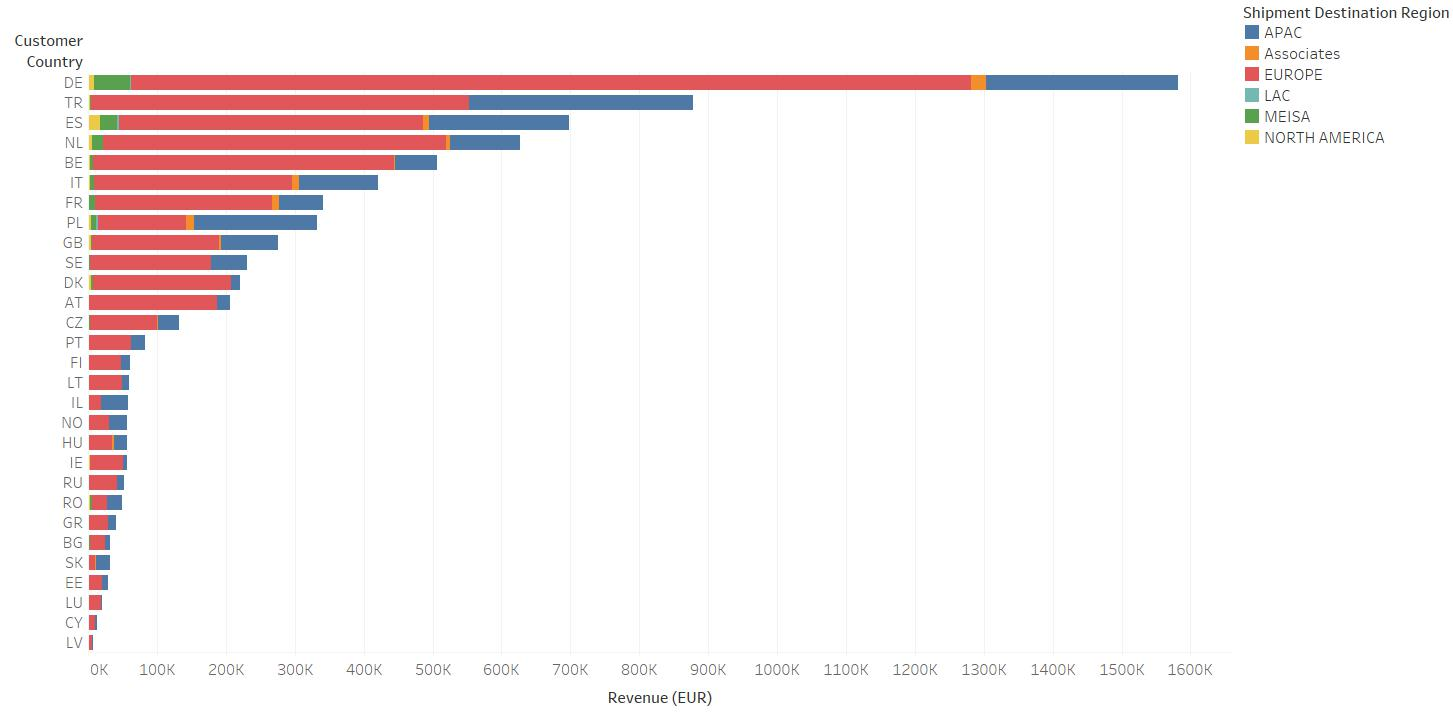 Shipment Destination Region
APAC
Associates
EUROPE
LAC
MEISA
NORTH AMERICA
Customer
Country
DE
TR
ES
NL
BE
IT
FR
PL
GB
SE
DK
AT
CZ
PT
FI
LT
IL
NO
HU
IE
RU
RO
GR
BG
SK
EE
LU
CY
LV
0K 100K 200K 300K 400K 500K 600K 700K 800K 900K 1000K 1100K 1200K 1300K 1400K 1500K 1600K
Revenue (EUR)